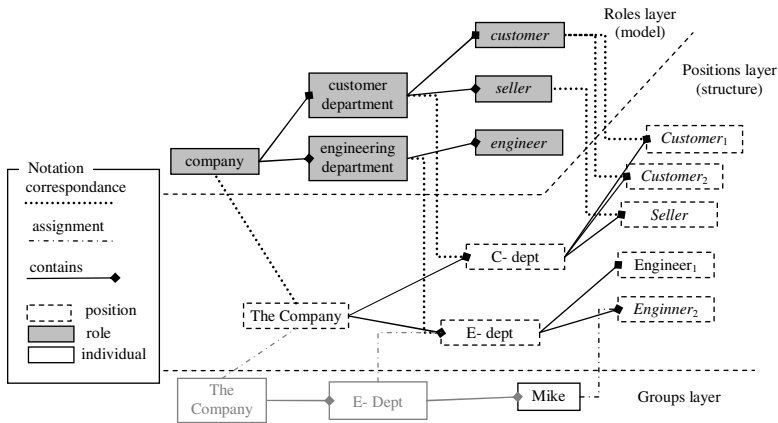 Roles layer
(model)
Positions layer
(structure)
customer
seller
engineer
customer
department
engineering
department
company
Customer₁
Customer₂
Seller
C- dept
Engineer₁
The Company
E- dept
Enginner₂
Notation
correspondance
assignment
contains
position
role
individual
The
Company
E- Dept
Mike
Groups layer